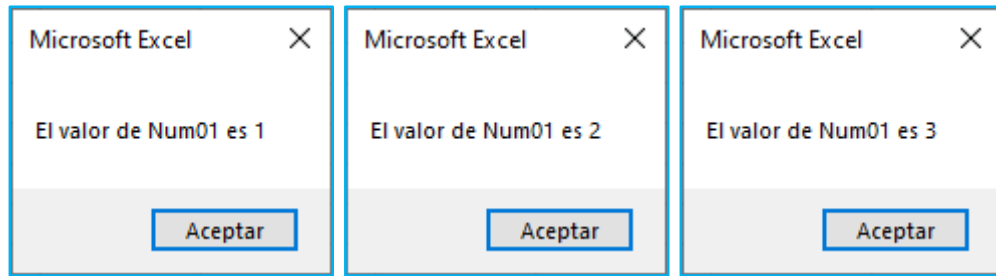 Microsoft Excel
El valor de Num01 es 1
Aceptar
Microsoft Excel
El valor de Num01 es 2
Aceptar
Microsoft Excel
El valor de Num01 es 3
Aceptar